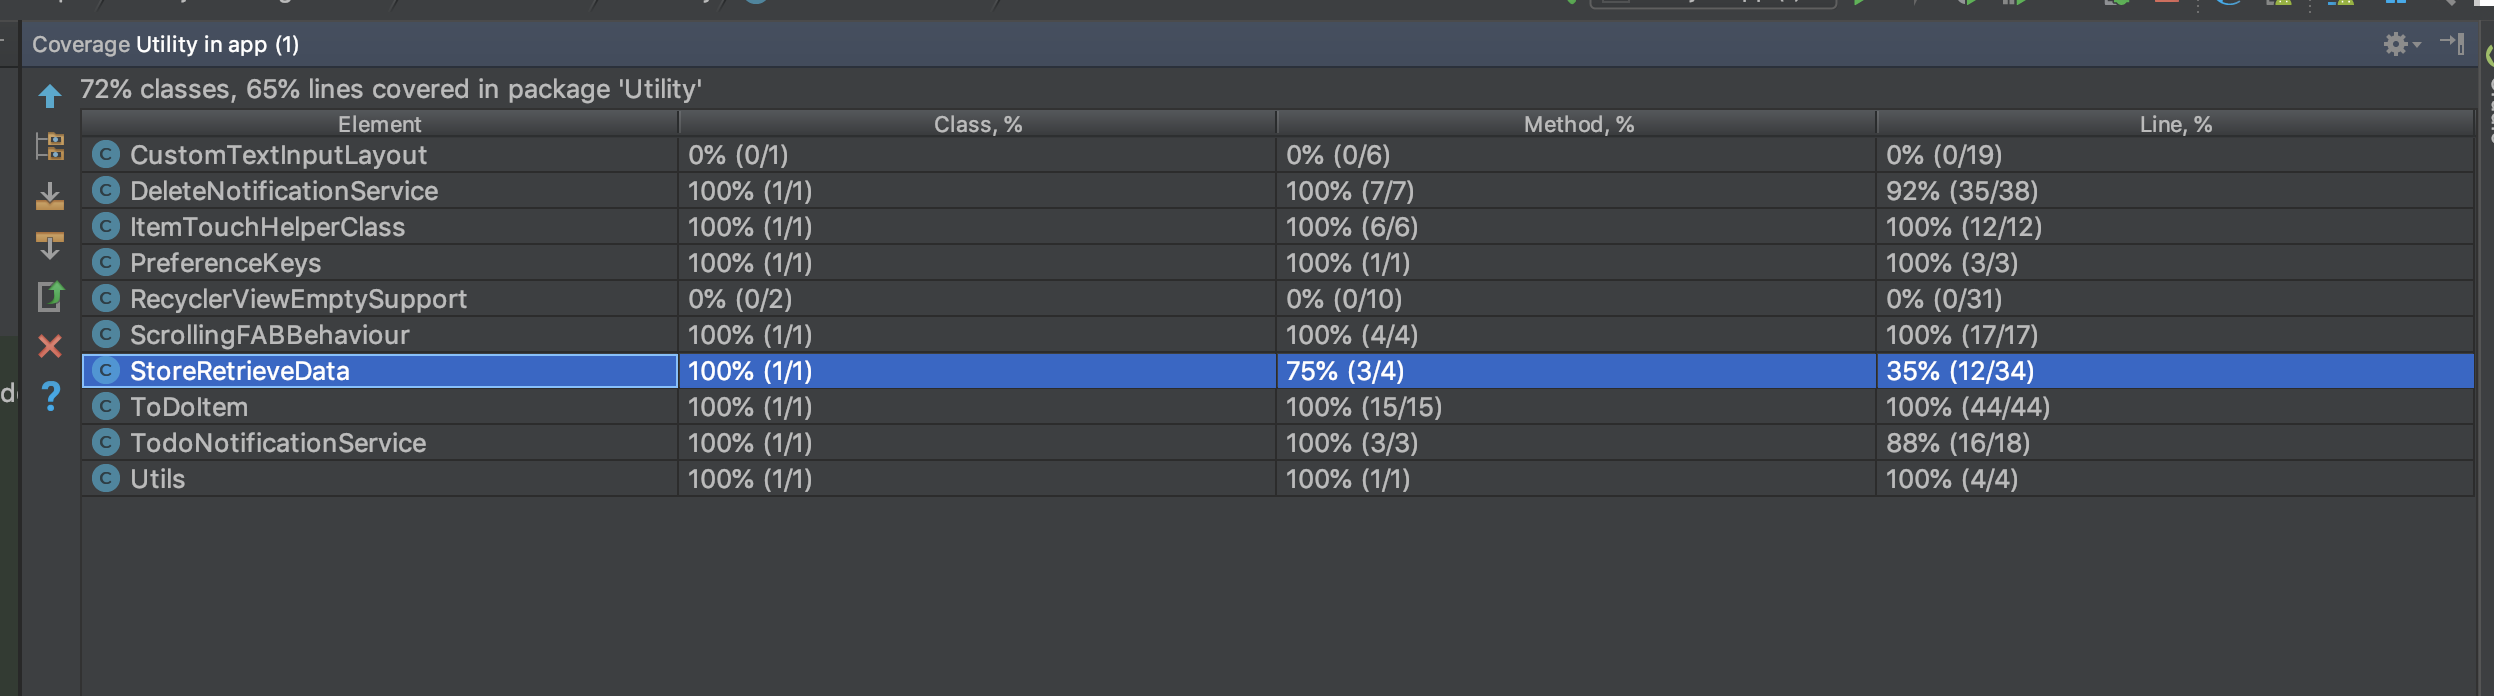 Coverage Utility in app (1)
72% classes, 65% lines covered in package 'Utility'
Element Class, % Method, % Line, %
C CustomTextInputLayout 0% (0/1) 0% (0/6) 0% (0/19)
C DeleteNotificationService 100% (1/1) 100% (7/7) 92% (35/38)
C ItemTouchHelperClass 100% (1/1) 100% (6/6) 100% (12/12)
C PreferenceKeys 100% (1/1) 100% (1/1) 100% (3/3)
C RecyclerViewEmptySupport 0% (0/2) 0% (0/10) 0% (0/31)
C ScrollingFABBehaviour 100% (1/1) 100% (4/4) 100% (17/17)
C StoreRetrieveData 100% (1/1) 75% (3/4) 35% (12/34)
C ToDoItem 100% (1/1) 100% (15/15) 100% (44/44)
C TodoNotificationService 100% (1/1) 100% (3/3) 88% (16/18)
C Utils 100% (1/1) 100% (1/1) 100% (4/4)